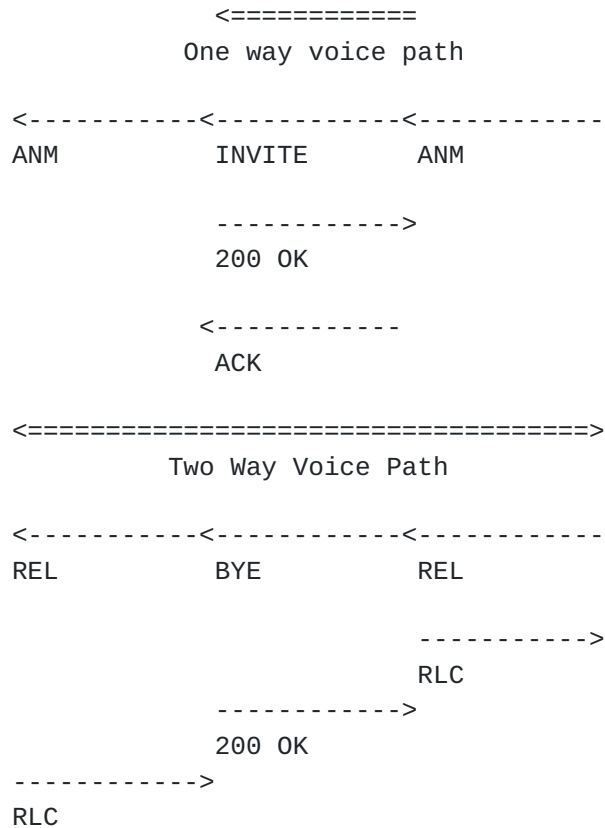 <============
One way voice path
<-----------<------------<------------
ANM INVITE ANM
------------>
200 OK
<------------
ACK
<====================================>
Two Way Voice Path
<-----------<------------<------------
REL BYE REL
----------->
RLC
------------>
200 OK
------------>
RLC